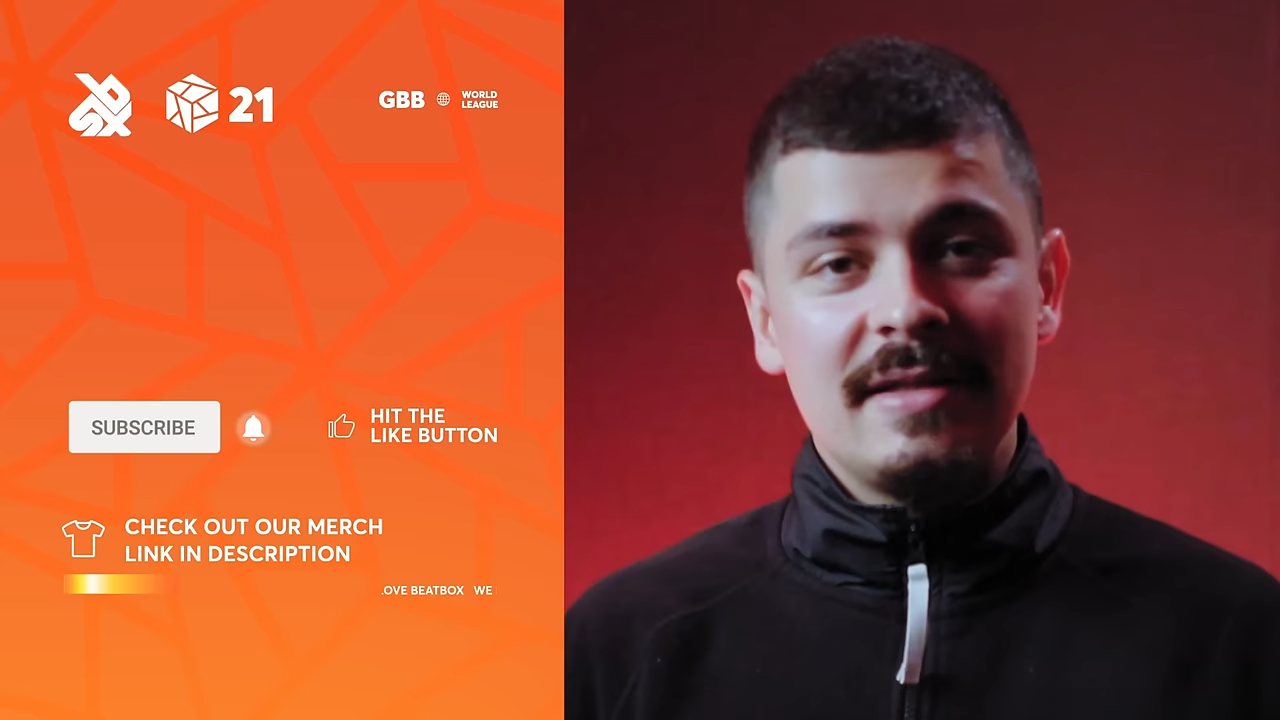 SBX
21
GBB
WORLD
LEAGUE
SUBSCRIBE
HIT THE
LIKE BUTTON
CHECK OUT OUR MERCH
LINK IN DESCRIPTION
OVE BEATBOX WE